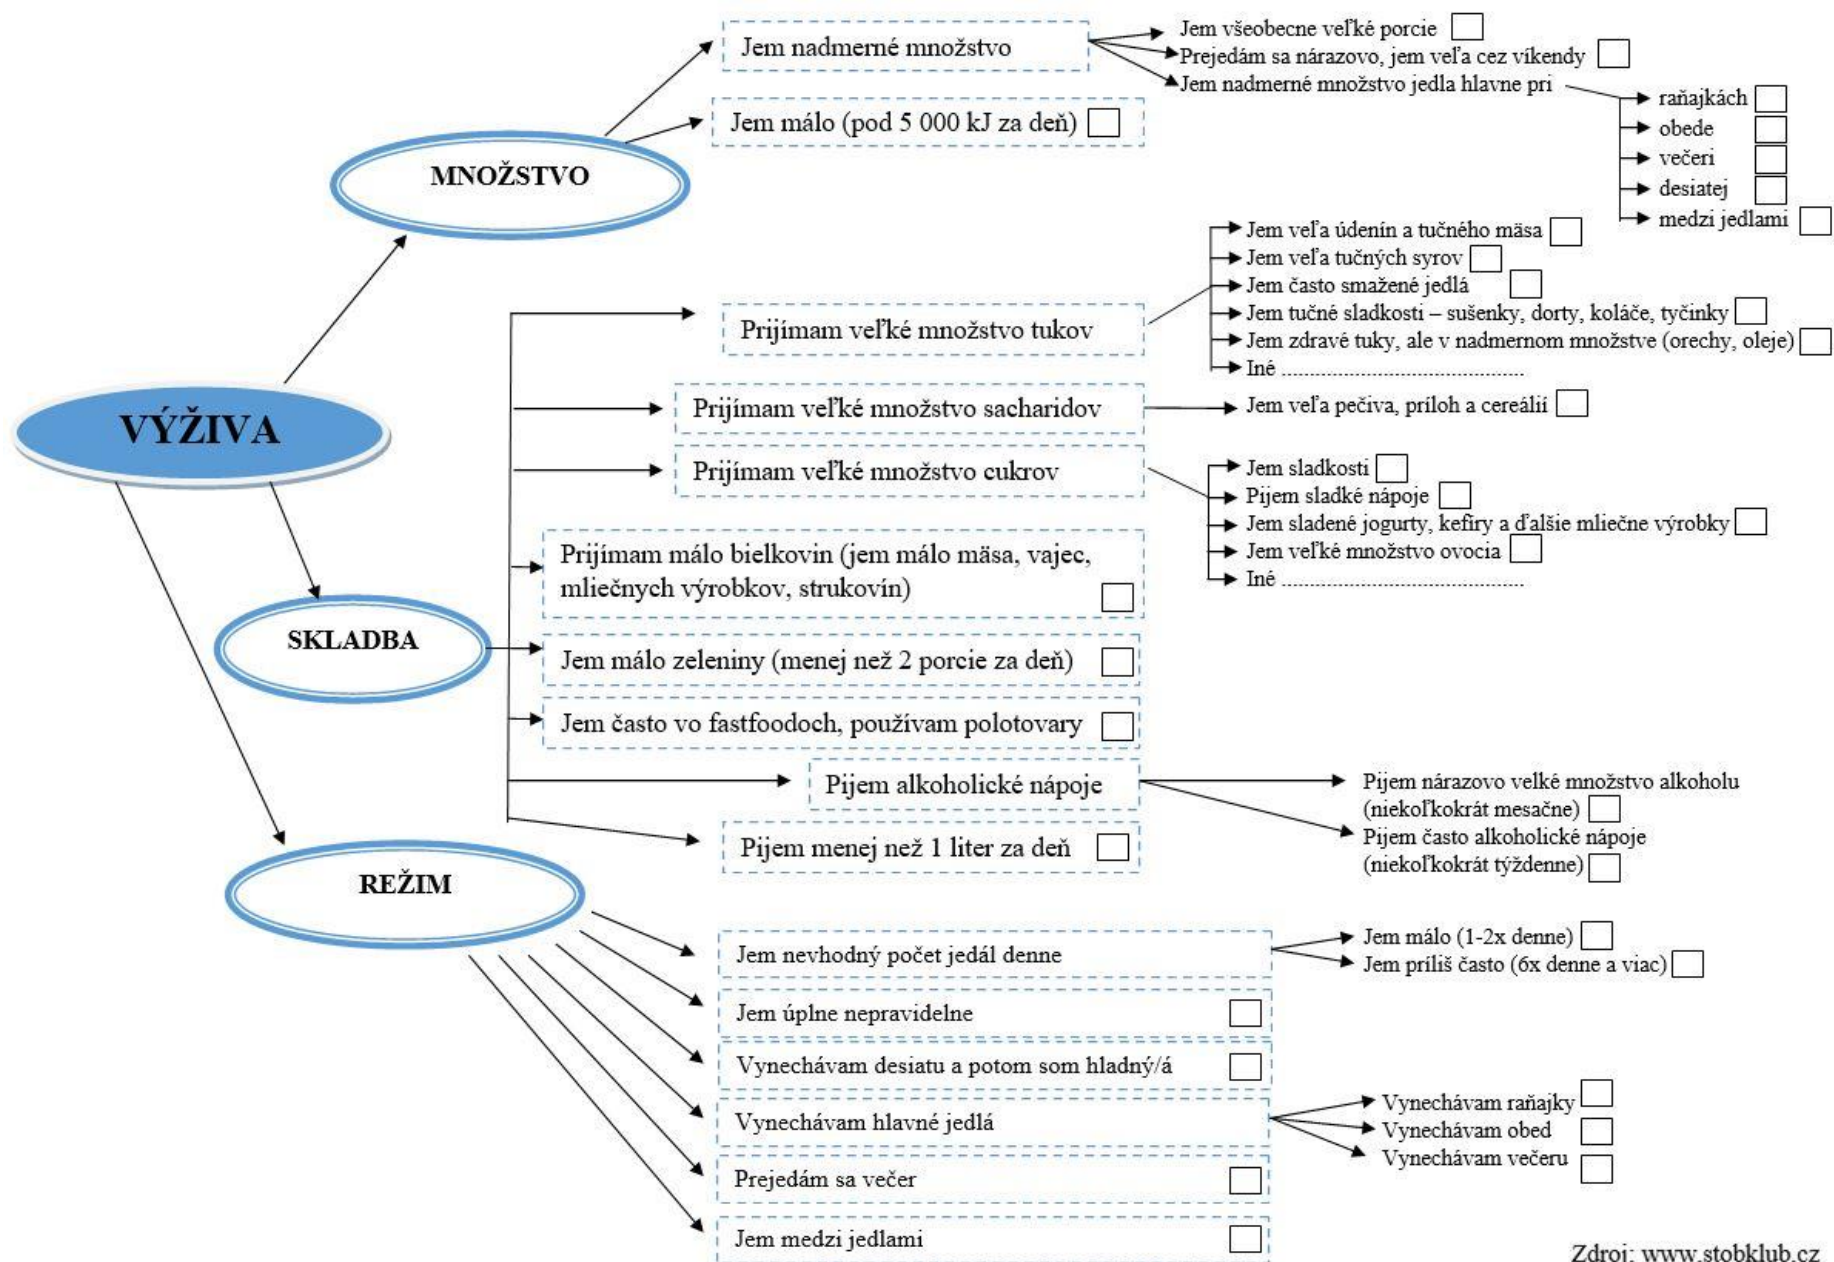 VÝŽIVA
MNOŽSTVO
Jem nadmerné množstvo
Jem všeobecne veľké porcie
Prejedám sa nárazovo, jem veľa cez víkendy
Jem nadmerné množstvo jedla hlavne pri
raňajkách
obede
večeri
desiatej
medzi jedlami
Jem málo (pod 5 000 kJ za deň)
SKLADBA
Prijímam veľké množstvo tukov
Jem veľa údenín a tučného mäsa
Jem veľa tučných syrov
Jem často smažené jedlá
Jem tučné sladkosti – sušenky, dorty, koláče, tyčinky
Jem zdravé tuky, ale v nadmernom množstve (orechy, oleje)
Iné ........................................
Prijímam veľké množstvo sacharidov
Jem veľa pečiva, príloh a cereálií
Prijímam veľké množstvo cukrov
Jem sladkosti
Pijem sladké nápoje
Jem sladené jogurty, kefíry a ďalšie mliečne výrobky
Jem veľké množstvo ovocia
Iné ........................................
Prijímam málo bielkovin (jem málo mäsa, vajec,
mliečnych výrobkov, strukovín)
Jem málo zeleniny (menej než 2 porcie za deň)
Jem často vo fastfoodoch, používam polotovary
Pijem alkoholické nápoje
Pijem nárazovo velké množstvo alkoholu
(niekoľkokrát mesačne)
Pijem často alkoholické nápoje
(niekoľkokrát týždenne)
Pijem menej než 1 liter za deň
REŽIM
Jem nevhodný počet jedál denne
Jem málo (1-2x denne)
Jem príliš často (6x denne a viac)
Jem úplne nepravidelne
Vynechávam desiatu a potom som hladný/á
Vynechávam hlavné jedlá
Vynechávam raňajky
Vynechávam obed
Vynechávam večeru
Prejedám sa večer
Jem medzi jedlami
Zdroj: www.stobklub.cz